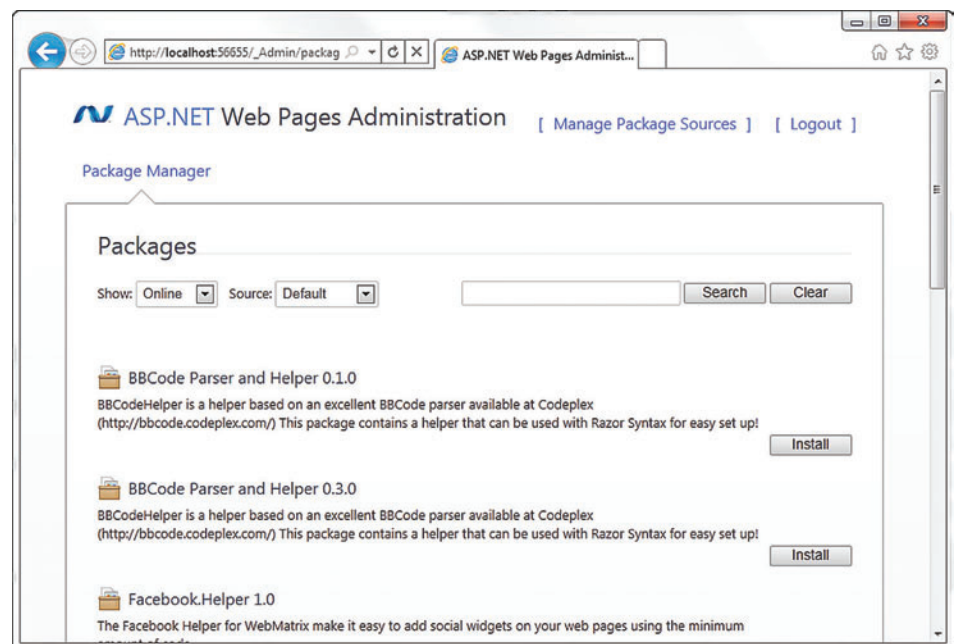 http://localhost:56655/_Admin/packag
ASP.NET Web Pages Administ...
ASP.NET Web Pages Administration [ Manage Package Sources ] [ Logout ]
Package Manager
Packages
Show: Online Source: Default Search Clear
BBCode Parser and Helper 0.1.0
BBCodeHelper is a helper based on an excellent BBCode parser available at Codeplex
(http://bbcode.codeplex.com/) This package contains a helper that can be used with Razor Syntax for easy set up!
Install
BBCode Parser and Helper 0.3.0
BBCodeHelper is a helper based on an excellent BBCode parser available at Codeplex
(http://bbcode.codeplex.com/) This package contains a helper that can be used with Razor Syntax for easy set up!
Install
Facebook.Helper 1.0
The Facebook Helper for WebMatrix make it easy to add social widgets on your web pages using the minimum
amount of code